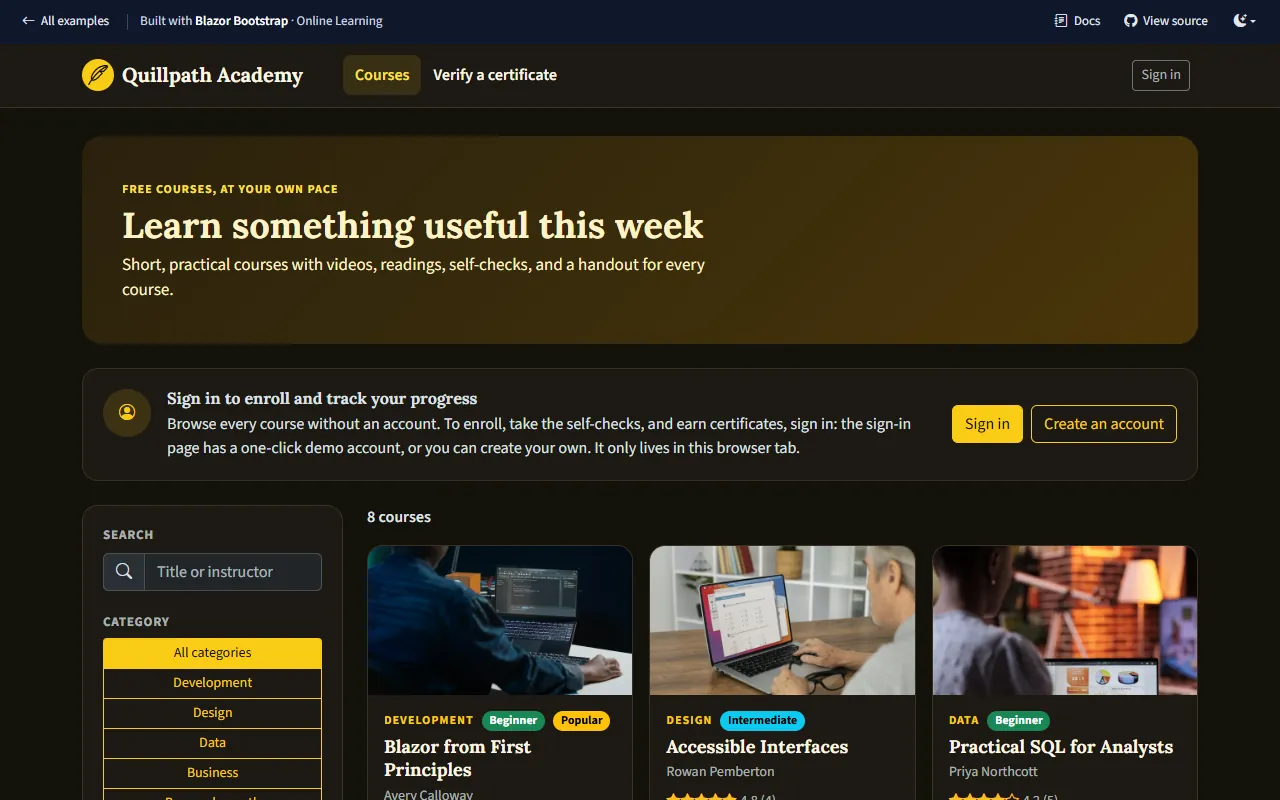 All examples
Built with Blazor Bootstrap · Online Learning
Docs
View source
Quillpath Academy
Courses
Verify a certificate
Sign in
FREE COURSES, AT YOUR OWN PACE
Learn something useful this week
Short, practical courses with videos, readings, self-checks, and a handout for every
course.
Sign in to enroll and track your progress
Browse every course without an account. To enroll, take the self-checks, and earn certificates, sign in: the sign-in
page has a one-click demo account, or you can create your own. It only lives in this browser tab.
Sign in
Create an account
SEARCH
Title or instructor
CATEGORY
All categories
Development
Design
Data
Business
8 courses
DEVELOPMENT Beginner Popular
Blazor from First
Principles
Avery Calloway
DESIGN Intermediate
Accessible Interfaces
Rowan Pemberton
DATA Beginner
Practical SQL for Analysts
Priya Northcott